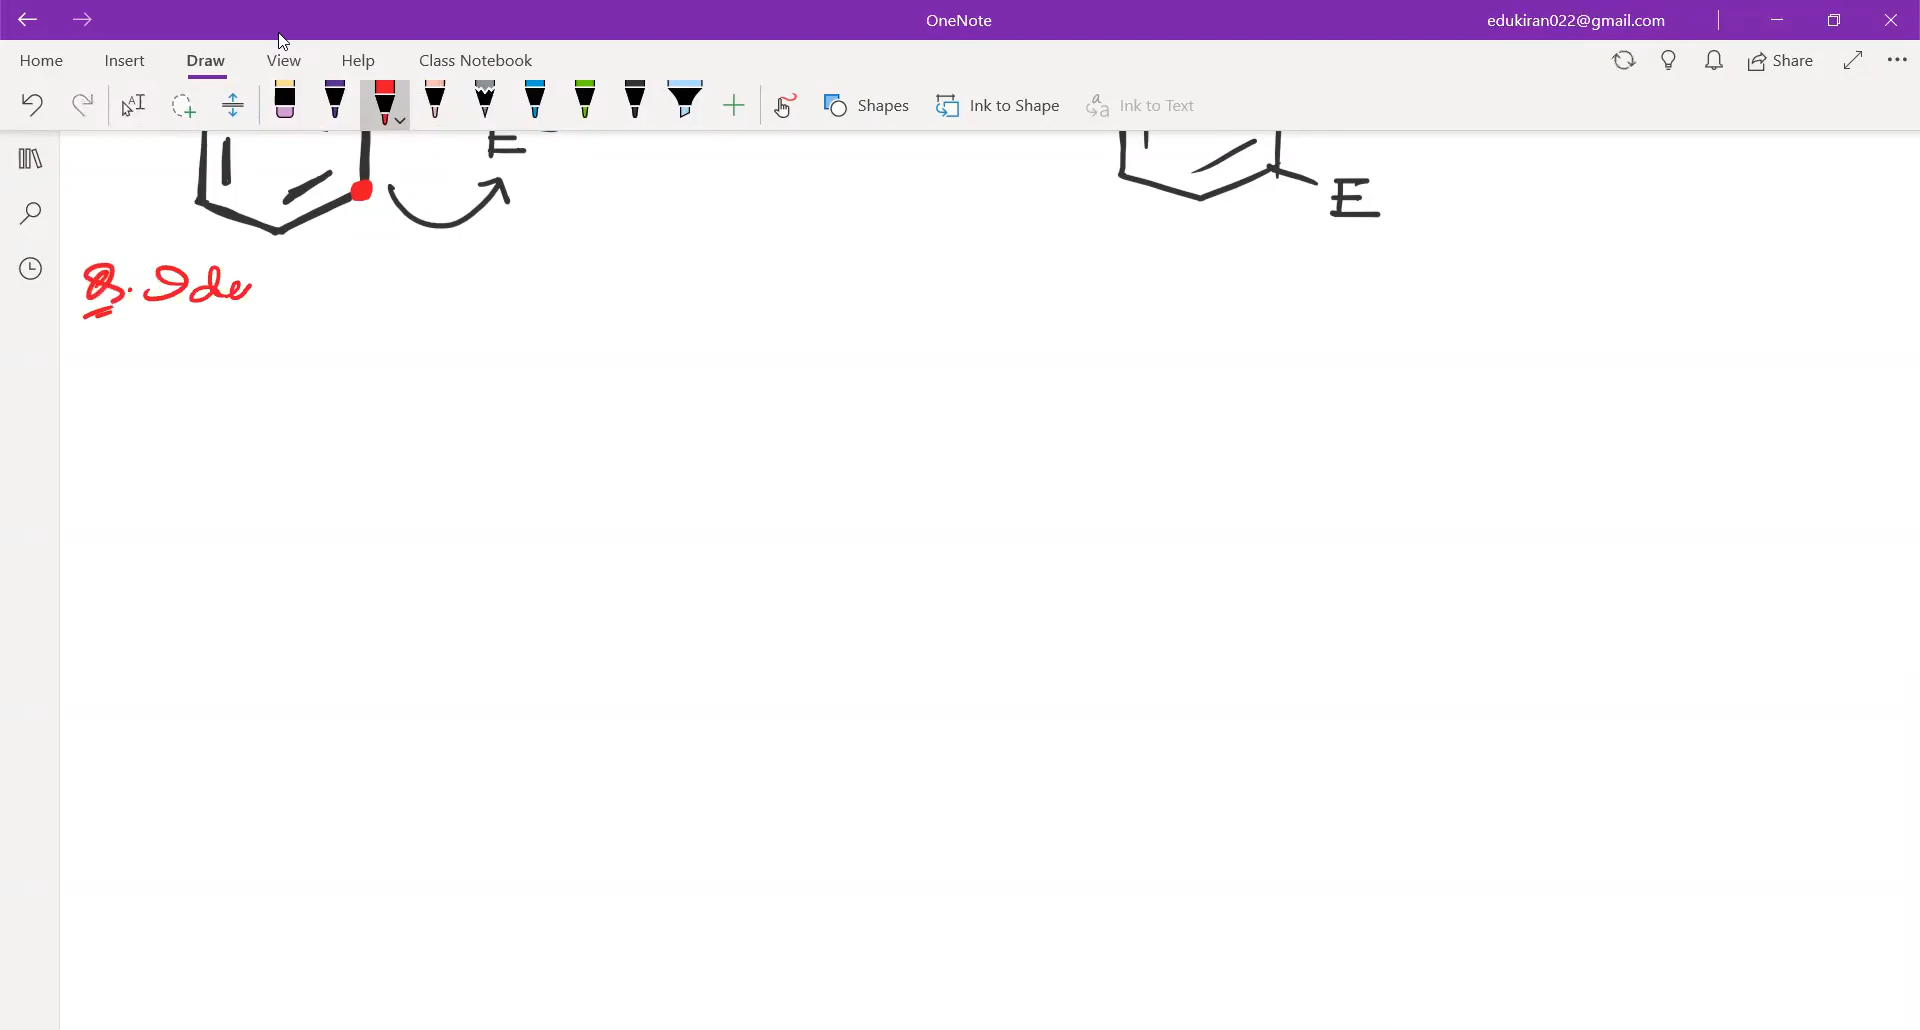 OneNote
edukiran022@gmail.com
Home Insert Draw View Help Class Notebook Share
Shapes Ink to Shape Ink to Text
E
E
Q. Ide